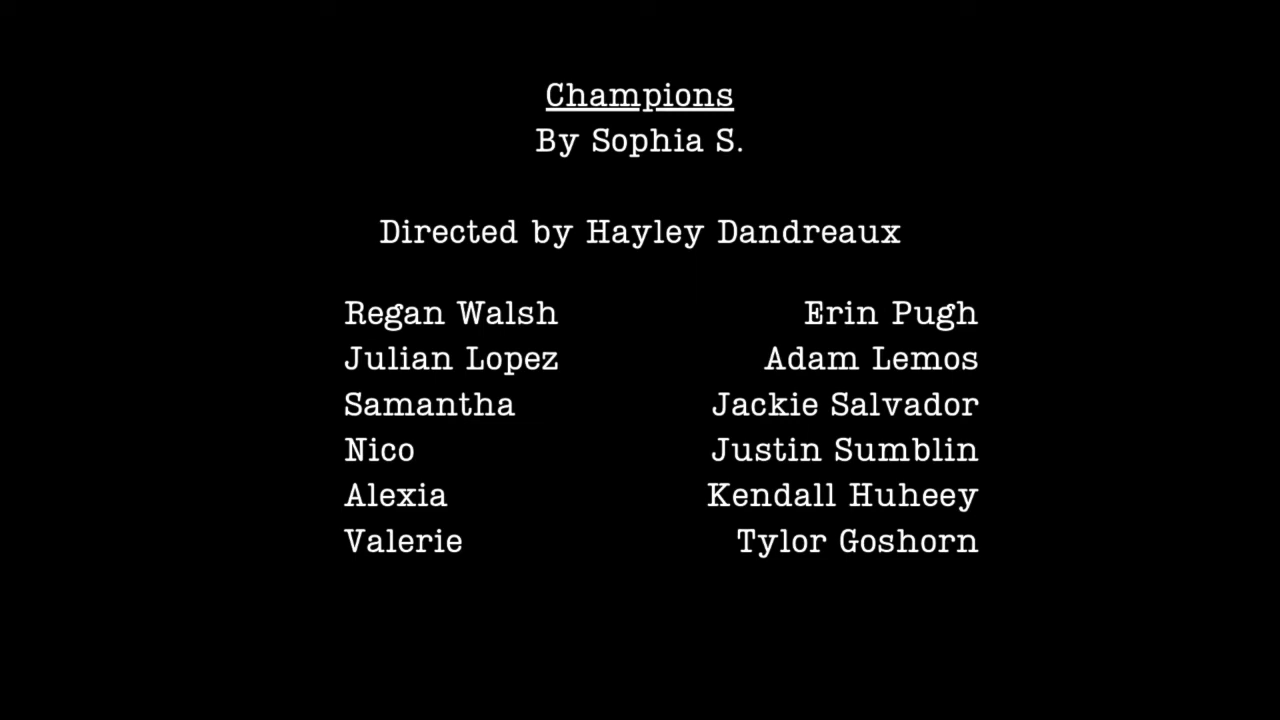 Champions
By Sophia S.
Directed by Hayley Dandreaux
Regan Walsh Erin Pugh
Julian Lopez Adam Lemos
Samantha Jackie Salvador
Nico Justin Sumblin
Alexia Kendall Huheey
Valerie Tylor Goshorn